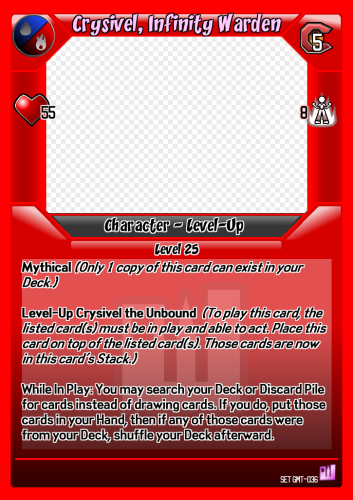 Crysivel, Infinity Warden
5
55
8
Character - Level-Up
Level 25
Mythical (Only 1 copy of this card can exist in your
Deck.)
Level-Up Crysivel the Unbound (To play this card, the
listed card(s) must be in play and able to act. Place this
card on top of the listed card(s). Those cards are now
in this card's Stack.)
While In Play: You may search your Deck or Discard Pile
for cards instead of drawing cards. If you do, put those
cards in your Hand, then if any of those cards were
from your Deck, shuffle your Deck afterward.
SET GMT-036